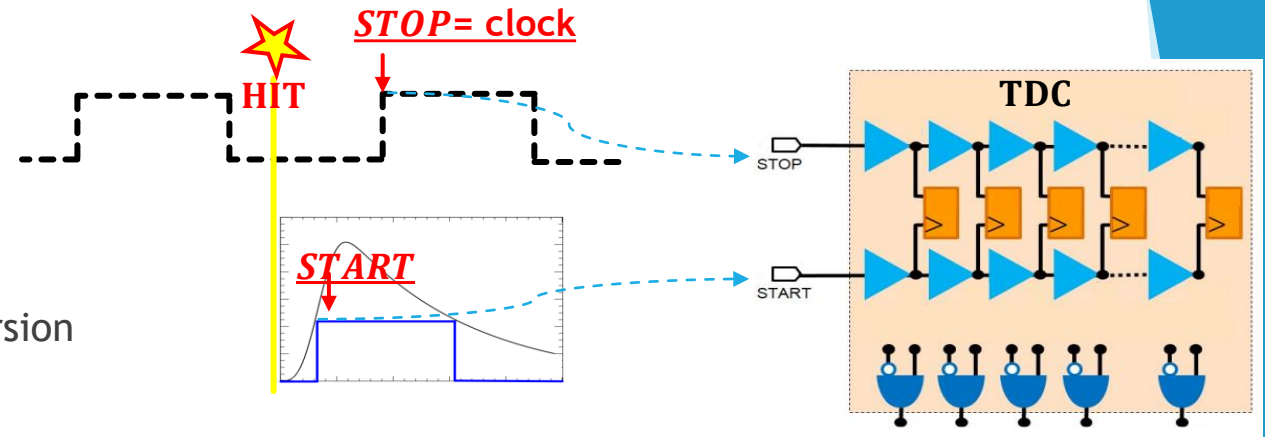 STOP= clock
HIT
TDC
STOP
START
START
rsion